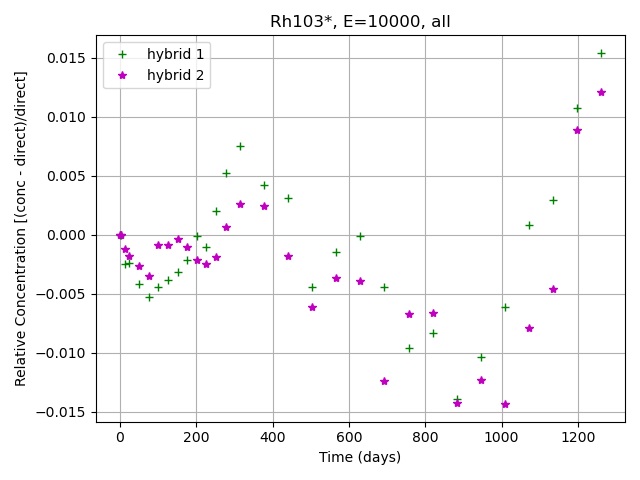 Rh103*, E=10000, all
hybrid 1
hybrid 2
Relative Concentration [(conc - direct)/direct]
0.015
0.010
0.005
0.000
−0.005
−0.010
−0.015
0 200 400 600 800 1000 1200
Time (days)